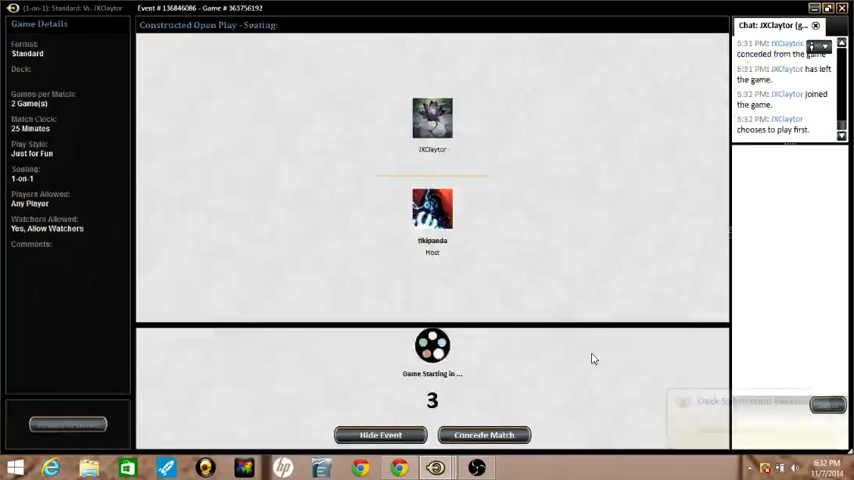 (1-on-1): Standard: Vs. JXClaytor
Event # 136846086 - Game # 363756192
Game Details
Constructed Open Play - Seating:
Format:
Standard
Deck:
Games per Match:
2 Game(s)
Match Clock:
25 Minutes
Play Style:
Just for Fun
Seating:
1-on-1
Players Allowed:
Any Player
Watchers Allowed:
Yes, Allow Watchers
Comments:
JXClaytor
tikipanda
Host
Game Starting in ...
3
Hide Event
Concede Match
Chat: JXClaytor (g...
6:31 PM: JXClaytor
conceded from the game
6:31 PM: JXClaytor has left
the game.
6:32 PM: JXClaytor joined
the game.
6:32 PM: JXClaytor
chooses to play first.
hp
6:32 PM
11/7/2014